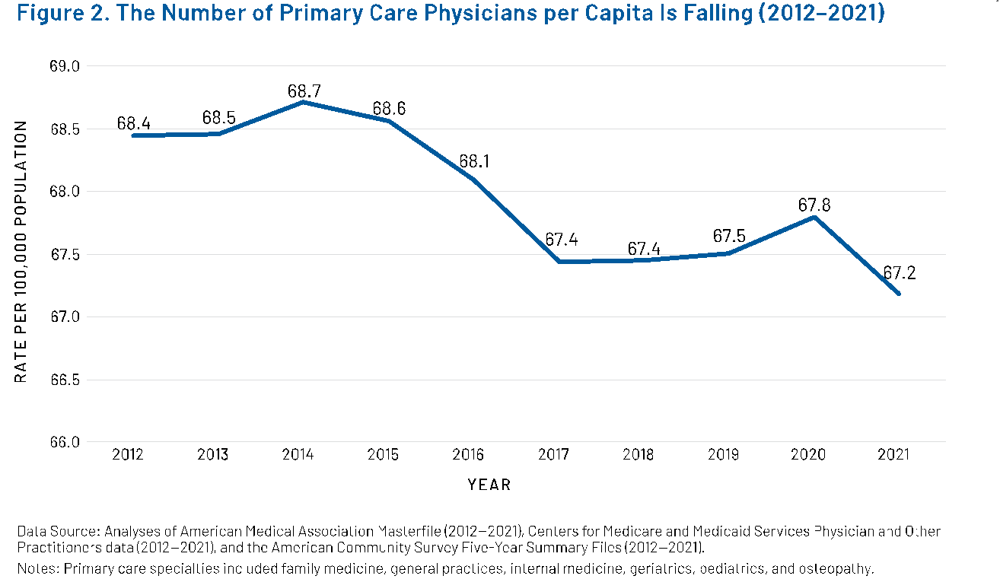 Figure 2. The Number of Primary Care Physicians per Capita Is Falling (2012–2021)
RATE PER 100,000 POPULATION
69.0
68.5
68.0
67.5
67.0
66.5
66.0
68.4
68.5
68.7
68.6
68.1
67.4
67.4
67.5
67.8
67.2
2012 2013 2014 2015 2016 2017 2018 2019 2020 2021
YEAR
Data Source: Analyses of American Medical Association Masterfile (2012–2021), Centers for Medicare and Medicaid Services Physician and Other
Practitioners data (2012–2021), and the American Community Survey Five-Year Summary Files (2012–2021).
Notes: Primary care specialties included family medicine, general practices, internal medicine, geriatrics, pediatrics, and osteopathy.